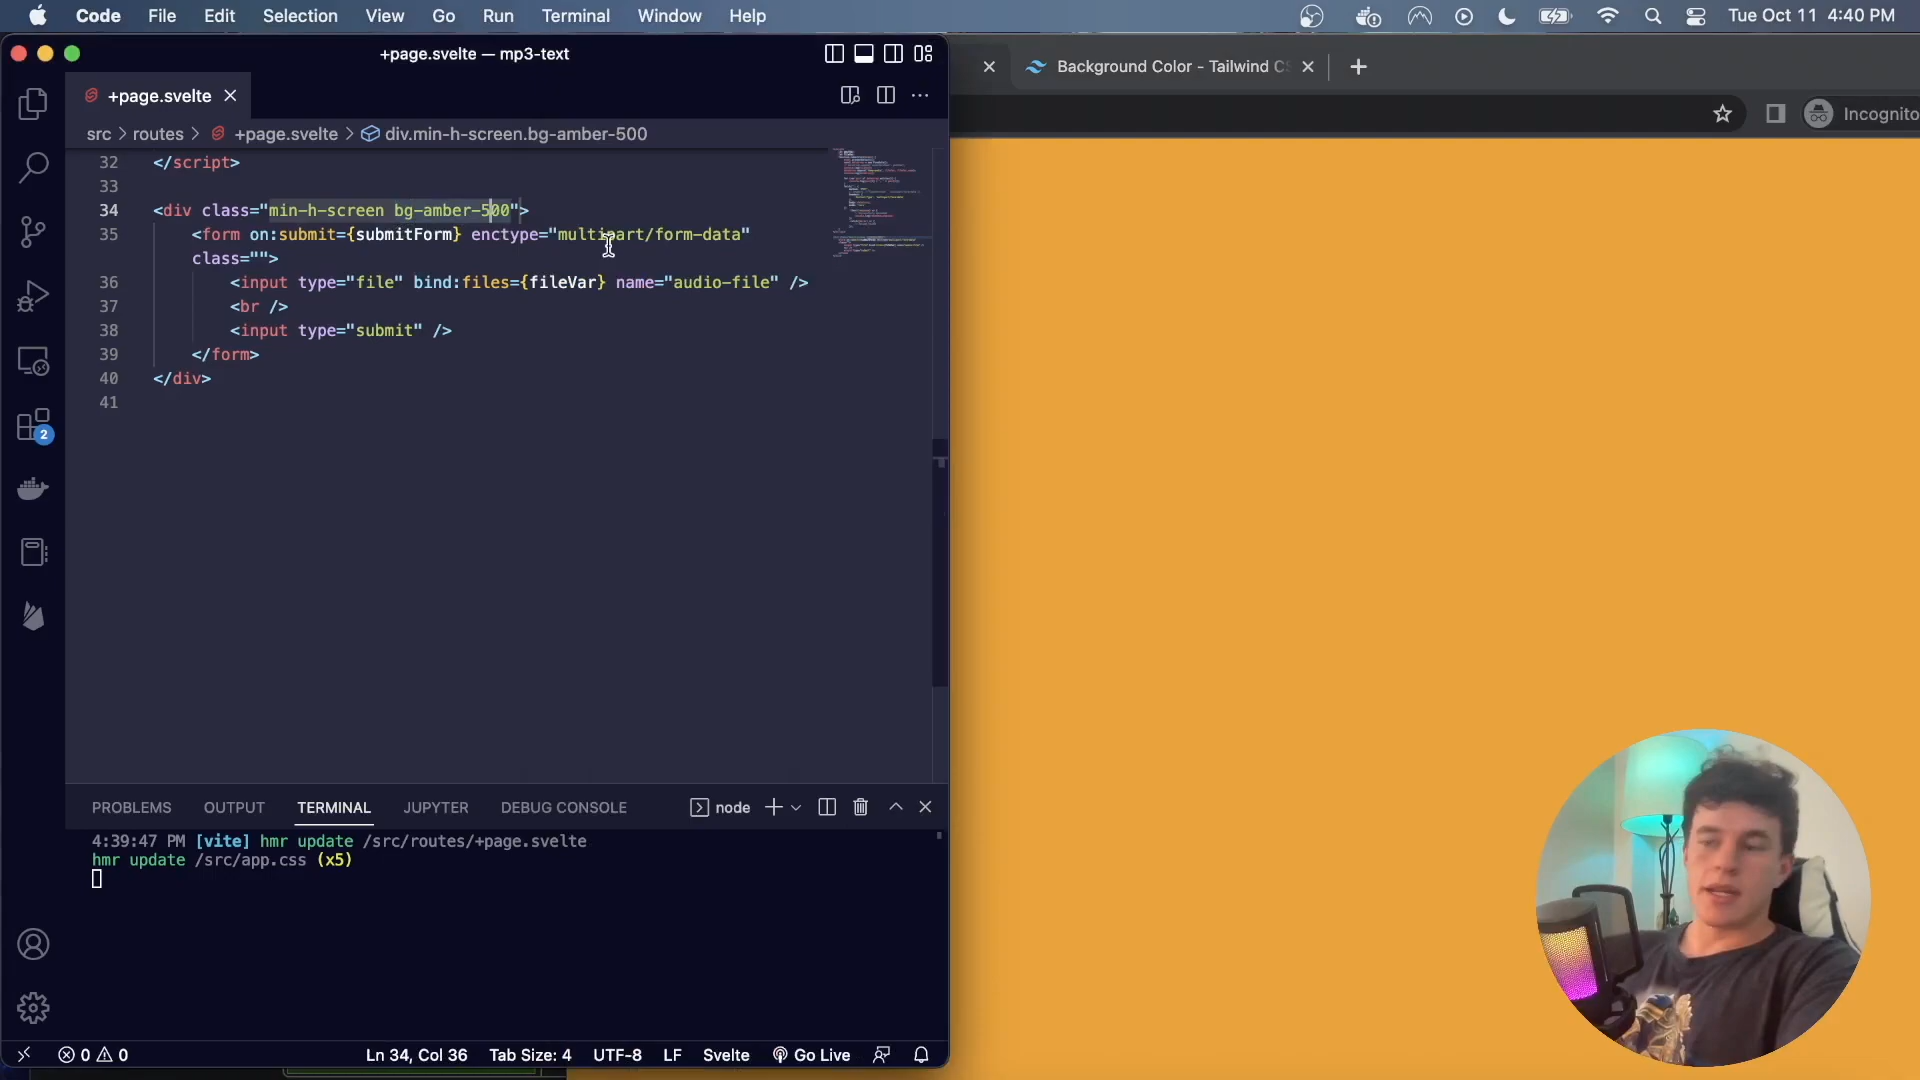 Code File Edit Selection View Go Run Terminal Window Help Tue Oct 11 4:40 PM
+page.svelte — mp3-text
+page.svelte
Background Color - Tailwind CS
src > routes > +page.svelte > div.min-h-screen.bg-amber-500
Incognito
32 </script>
33
34 <div class="min-h-screen bg-amber-500">
35 <form on:submit={submitForm} enctype="multipart/form-data"
class="">
36 <input type="file" bind:files={fileVar} name="audio-file" />
37 <br />
38 <input type="submit" />
39 </form>
40 </div>
41
2
PROBLEMS OUTPUT TERMINAL JUPYTER DEBUG CONSOLE node
4:39:47 PM [vite] hmr update /src/routes/+page.svelte
hmr update /src/app.css (x5)
0 0 Ln 34, Col 36 Tab Size: 4 UTF-8 LF Svelte Go Live